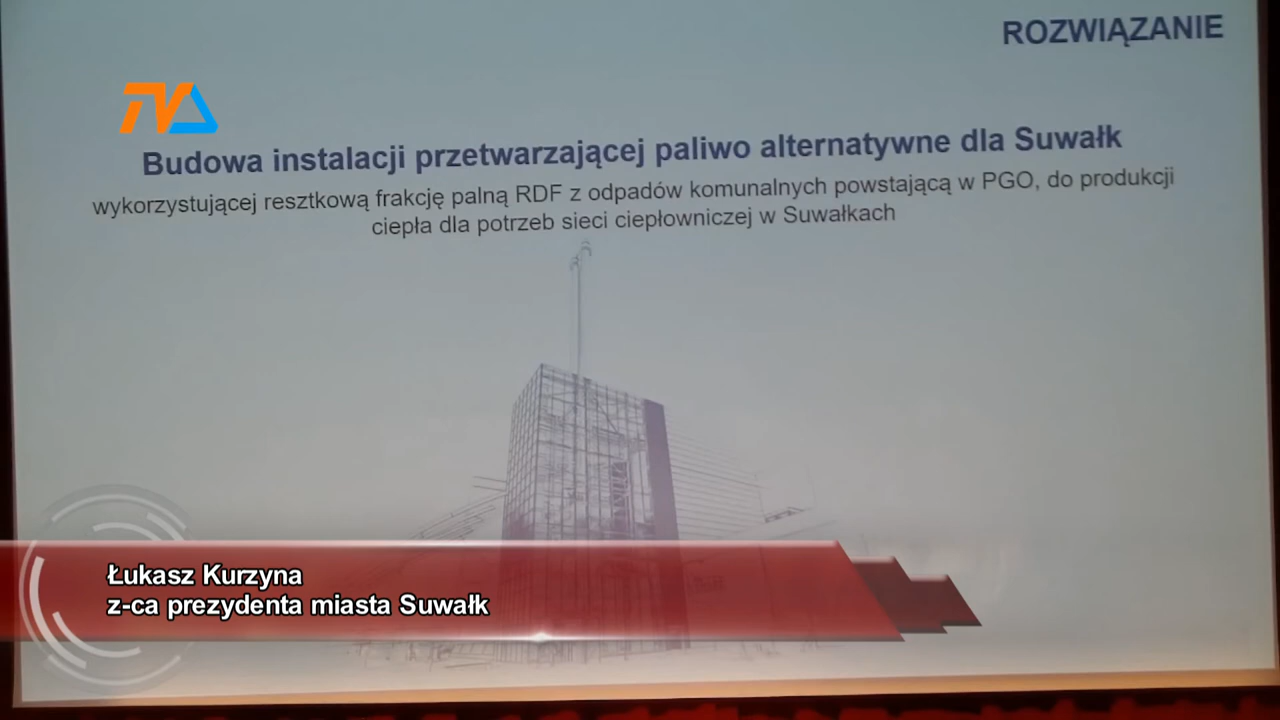 ROZWIĄZANIE
TVA
Budowa instalacji przetwarzającej paliwo alternatywne dla Suwałk
wykorzystującej resztkową frakcję palną RDF z odpadów komunalnych powstającą w PGO, do produkcji
ciepła dla potrzeb sieci ciepłowniczej w Suwałkach
Łukasz Kurzyna
z-ca prezydenta miasta Suwałk